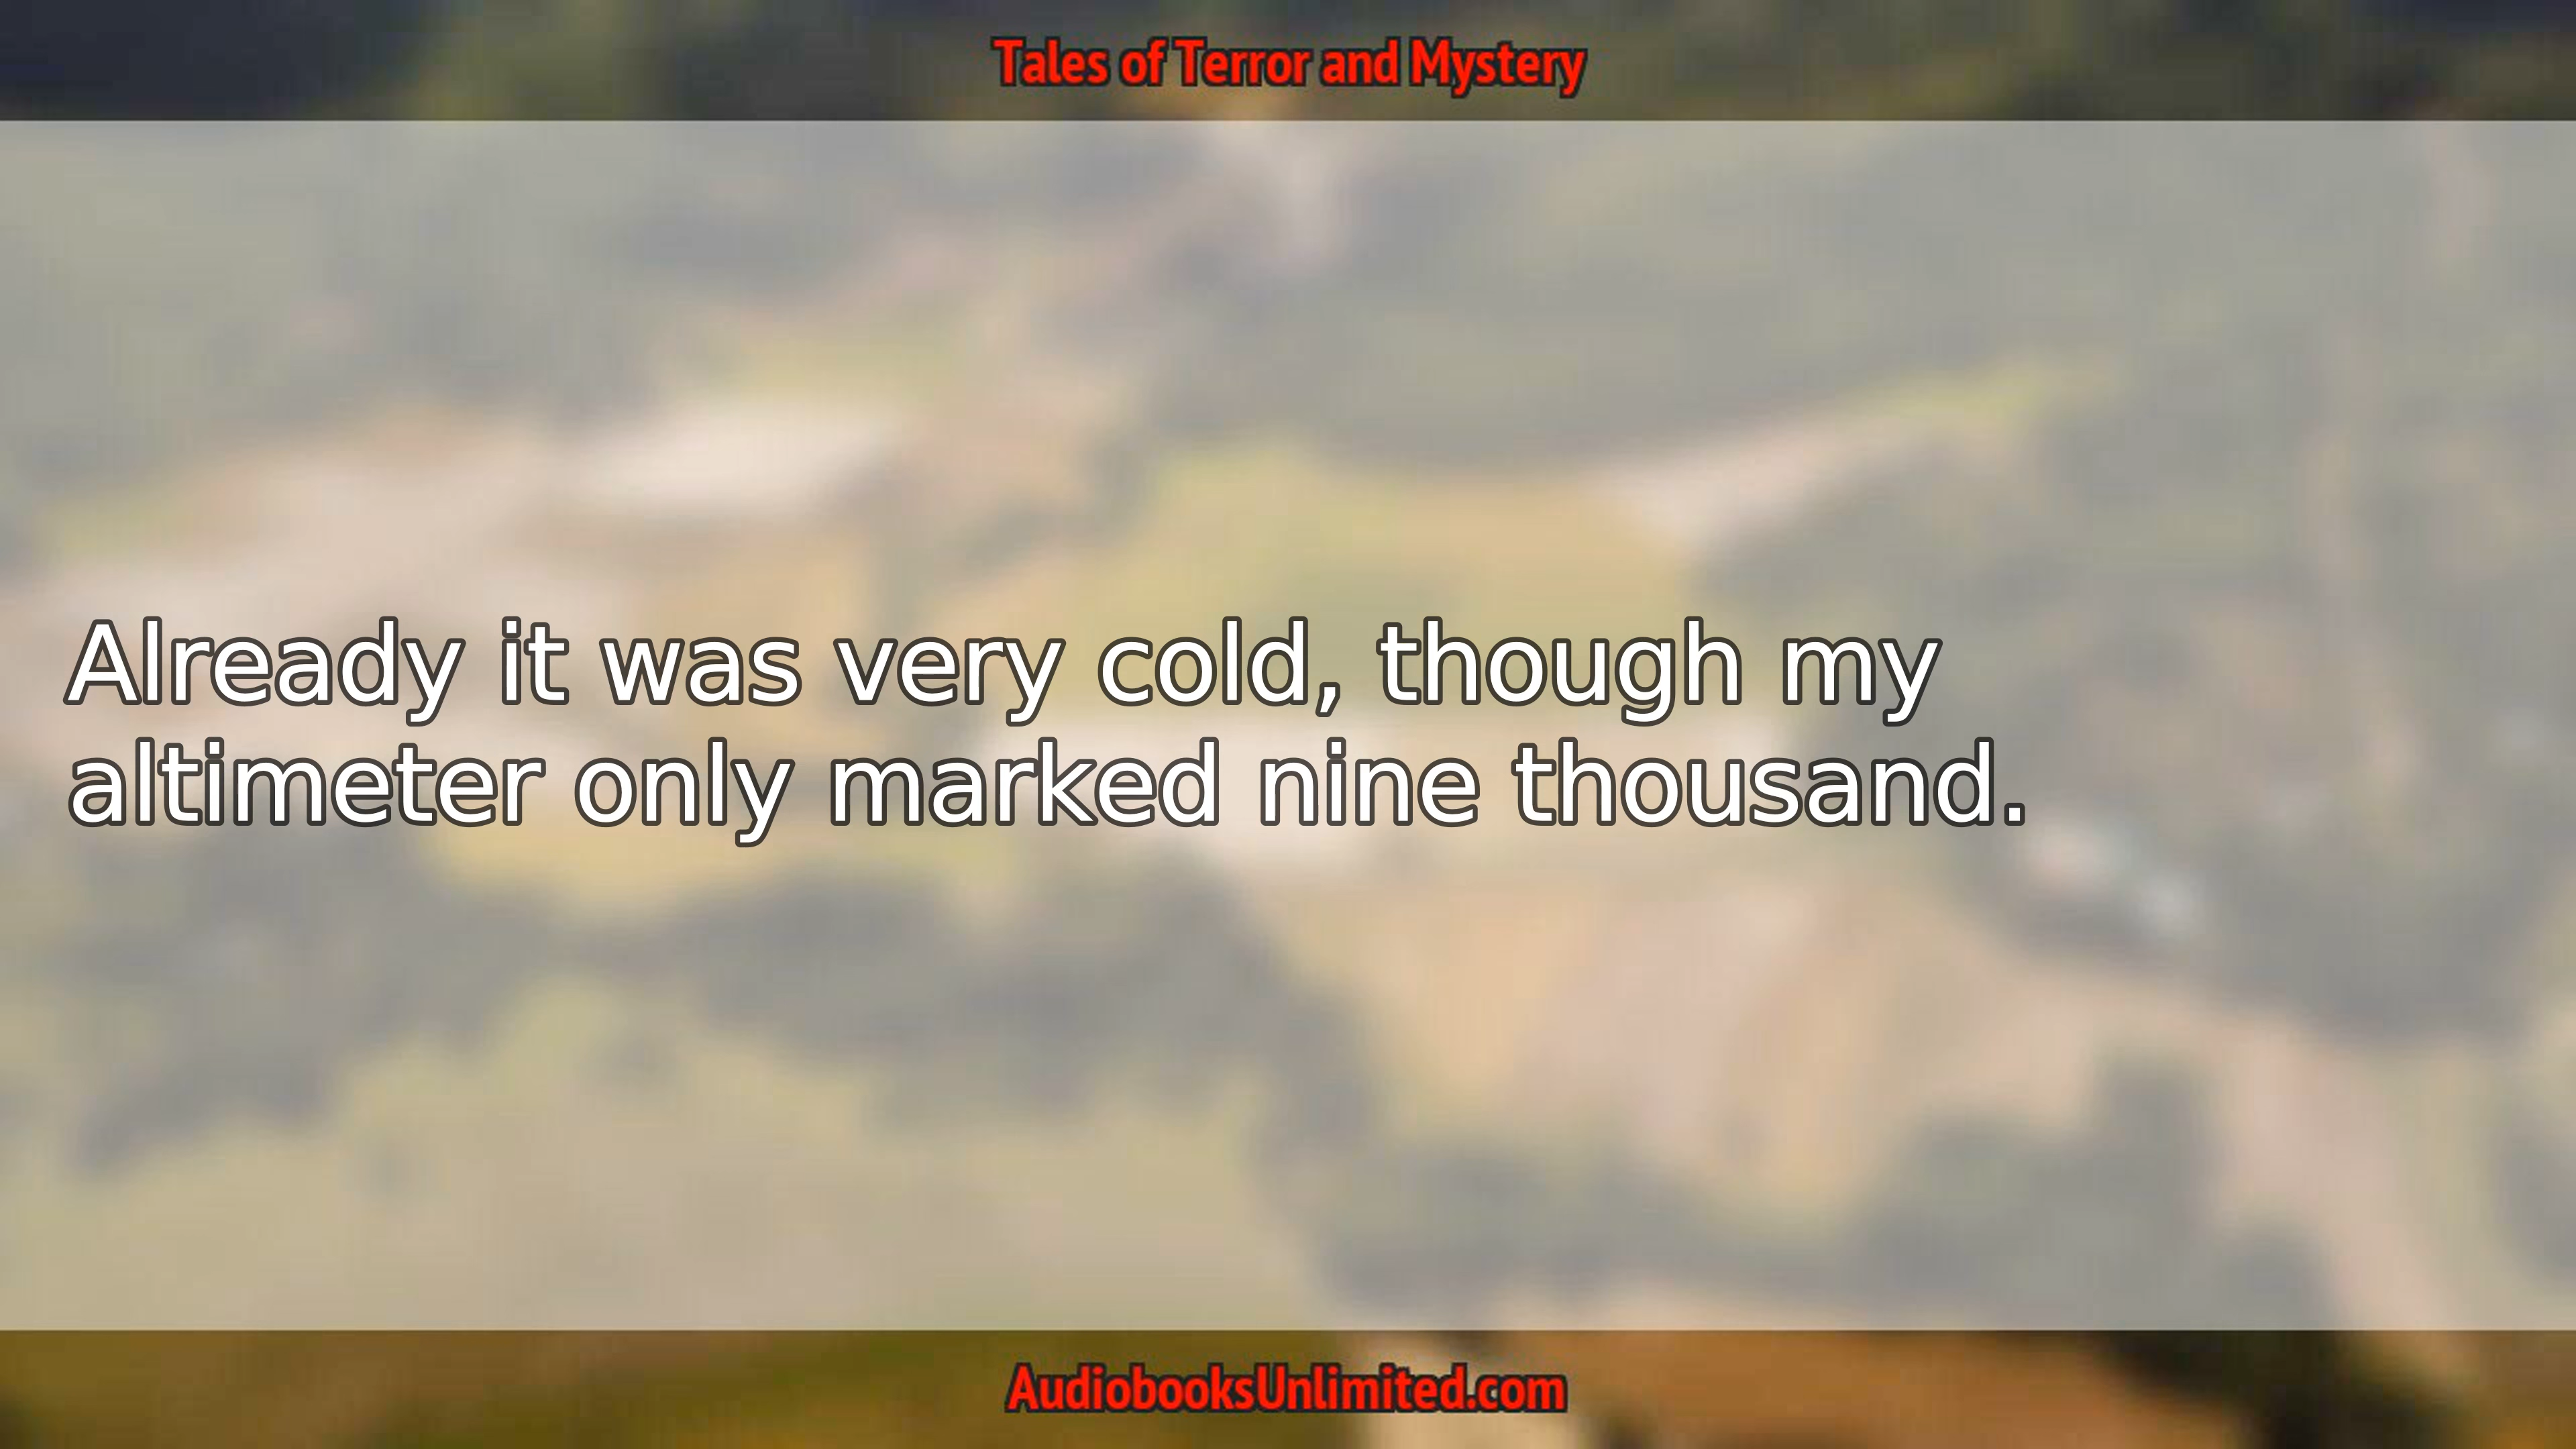 Tales of Terror and Mystery
Already it was very cold, though my
altimeter only marked nine thousand.
AudiobooksUnlimited.com